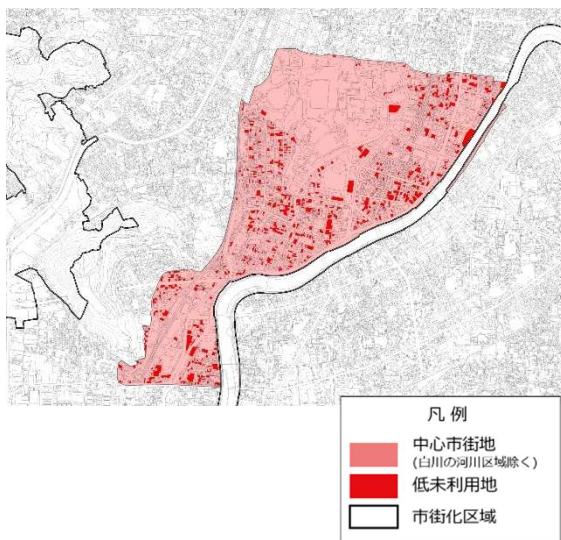 凡 例
中心市街地
(白川の河川区域除く)
低未利用地
市街化区域